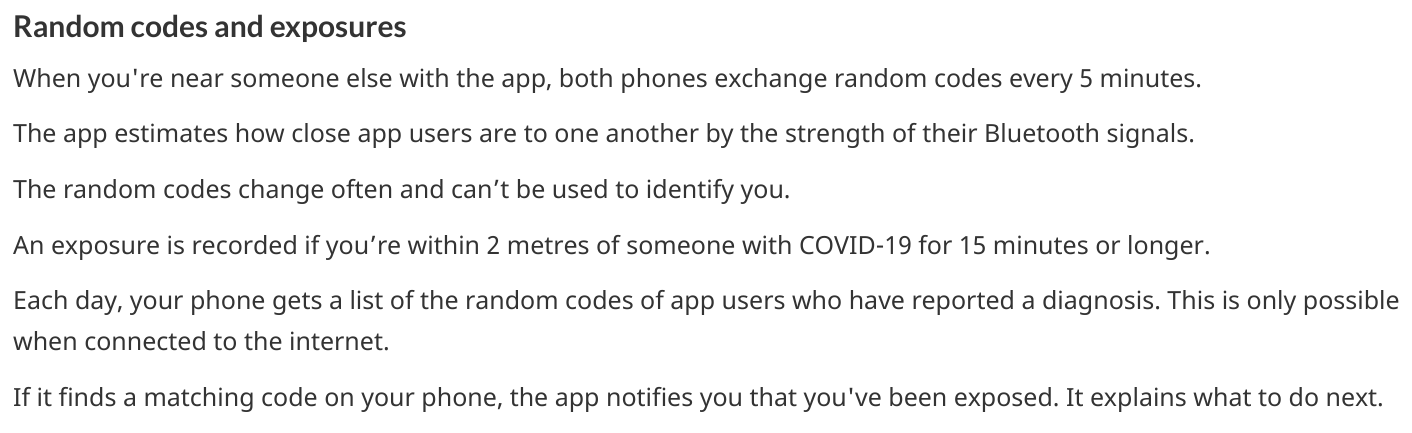 Random codes and exposures
When you're near someone else with the app, both phones exchange random codes every 5 minutes.
The app estimates how close app users are to one another by the strength of their Bluetooth signals.
The random codes change often and can’t be used to identify you.
An exposure is recorded if you’re within 2 metres of someone with COVID-19 for 15 minutes or longer.
Each day, your phone gets a list of the random codes of app users who have reported a diagnosis. This is only possible
when connected to the internet.
If it finds a matching code on your phone, the app notifies you that you've been exposed. It explains what to do next.